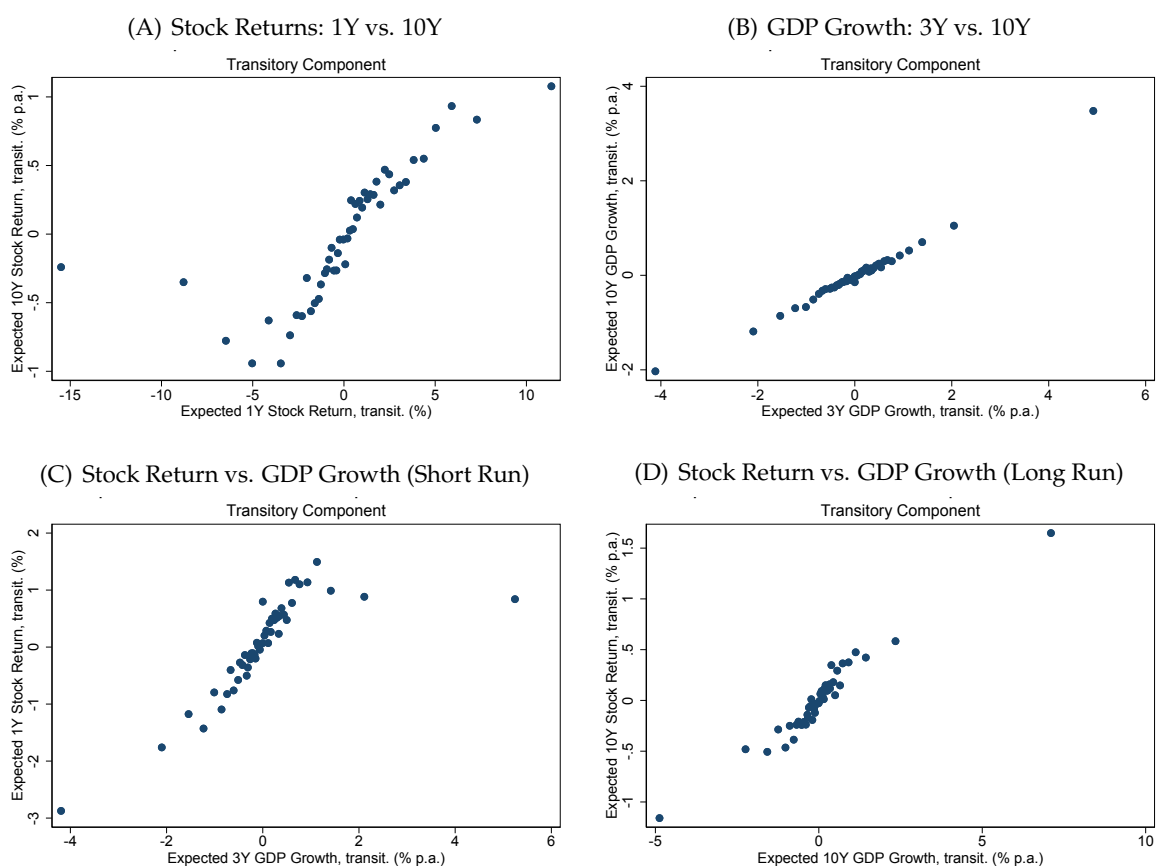 (A) Stock Returns: 1Y vs. 10Y
Transitory Component
Expected 10Y Stock Return, transit. (% p.a.)
1
.5
0
-.5
-1
-15
-10
-5
0
5
10
Expected 1Y Stock Return, transit. (%)
(B) GDP Growth: 3Y vs. 10Y
Transitory Component
Expected 10Y GDP Growth, transit. (% p.a.)
4
2
0
-2
-4
-2
0
2
4
6
Expected 3Y GDP Growth, transit. (% p.a.)
(C) Stock Return vs. GDP Growth (Short Run)
Transitory Component
Expected 1Y Stock Return, transit. (%)
2
1
0
-1
-2
-3
-4
-2
0
2
4
6
Expected 3Y GDP Growth, transit. (% p.a.)
(D) Stock Return vs. GDP Growth (Long Run)
Transitory Component
Expected 10Y Stock Return, transit. (% p.a.)
1.5
1
.5
0
-.5
-1
-5
0
5
10
Expected 10Y GDP Growth, transit. (% p.a.)